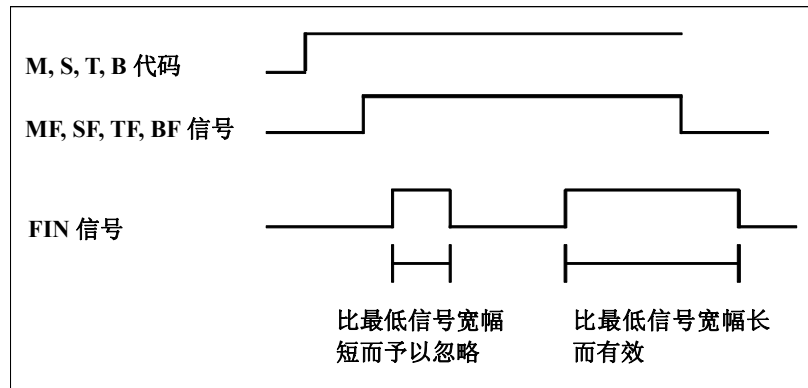 M, S, T, B 代码
MF, SF, TF, BF 信号
FIN 信号
比最低信号宽幅
短而予以忽略
比最低信号宽幅长
而有效